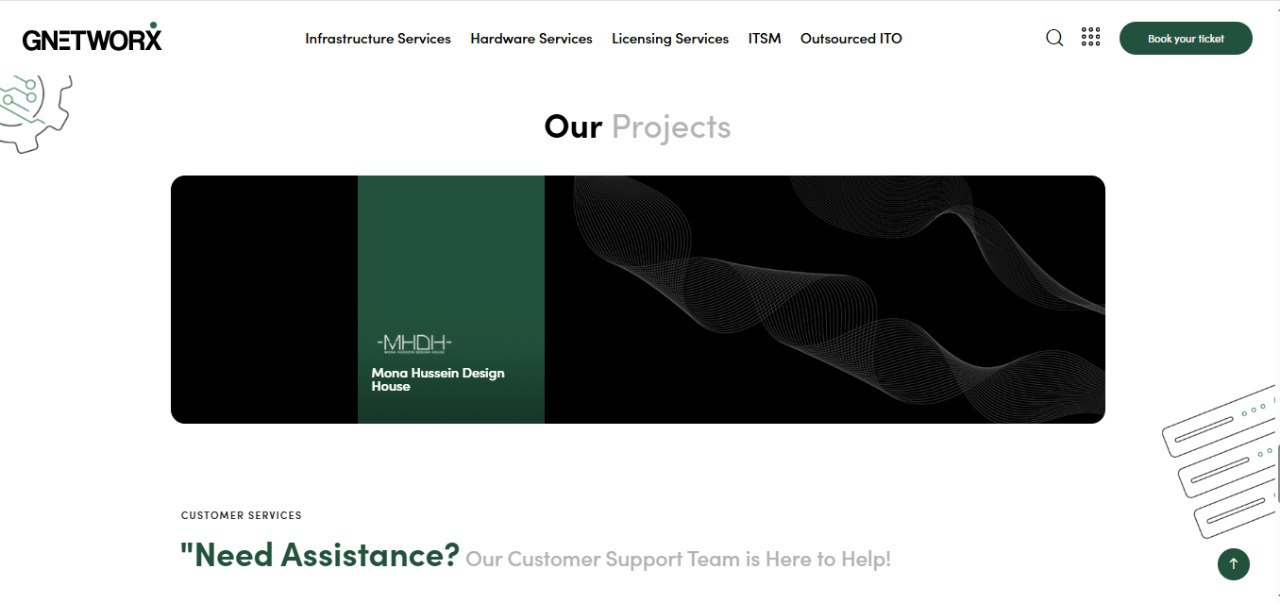 GNETWORX
Infrastructure Services Hardware Services Licensing Services ITSM Outsourced ITO
Book your ticket
Our Projects
-MHDH-
MONA HUSSEIN DESIGN HOUSE
Mona Hussein Design
House
CUSTOMER SERVICES
"Need Assistance? Our Customer Support Team is Here to Help!